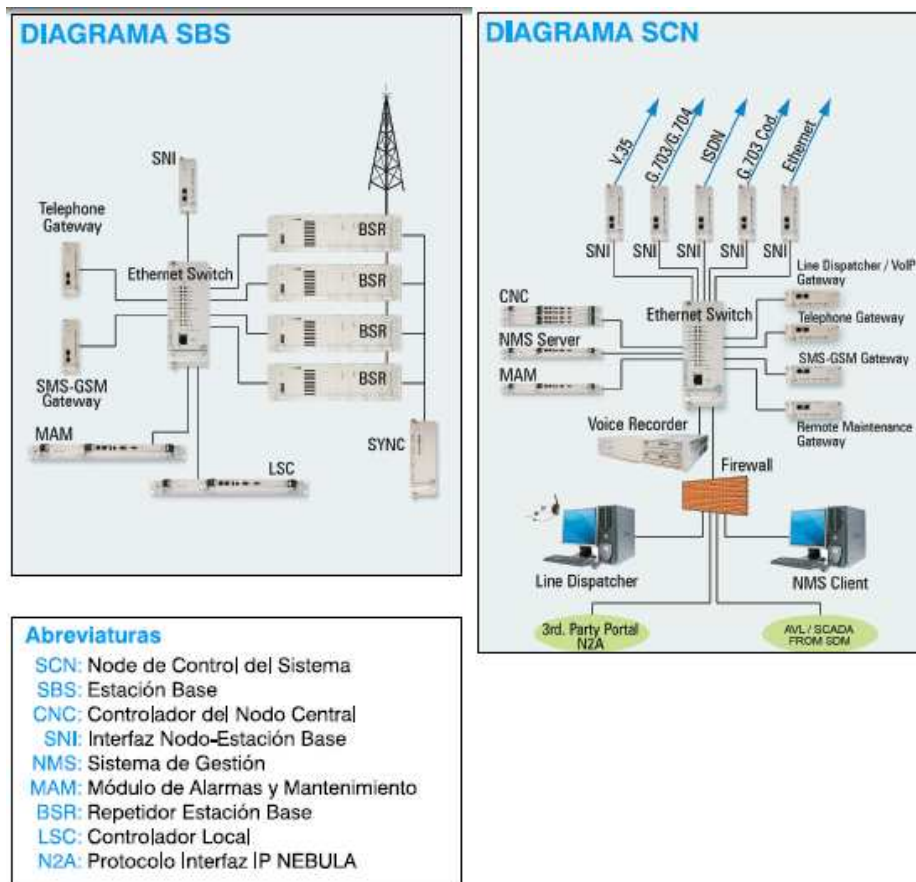 DIAGRAMA SBS
SNI
Telephone
Gateway
Ethernet Switch
BSR
BSR
BSR
BSR
SMS-GSM
Gateway
MAM
LSC
SYNC
DIAGRAMA SCN
V.35
G.703/G.704
ISDN
G.703 Cod.
Ethernet
SNI
SNI
SNI
SNI
SNI
Line Dispatcher / VoIP
Gateway
CNC
Ethernet Switch
Telephone Gateway
NMS Server
SMS-GSM Gateway
MAM
Voice Recorder
Remote Maintenance
Gateway
Firewall
Line Dispatcher
NMS Client
3rd. Party Portal
N2A
AVL / SCADA
FROM SDM
Abreviaturas
SCN: Node de Control del Sistema
SBS: Estación Base
CNC: Controlador del Nodo Central
SNI: Interfaz Nodo-Estación Base
NMS: Sistema de Gestión
MAM: Módulo de Alarmas y Mantenimiento
BSR: Repetidor Estación Base
LSC: Controlador Local
N2A: Protocolo Interfaz IP NEBULA